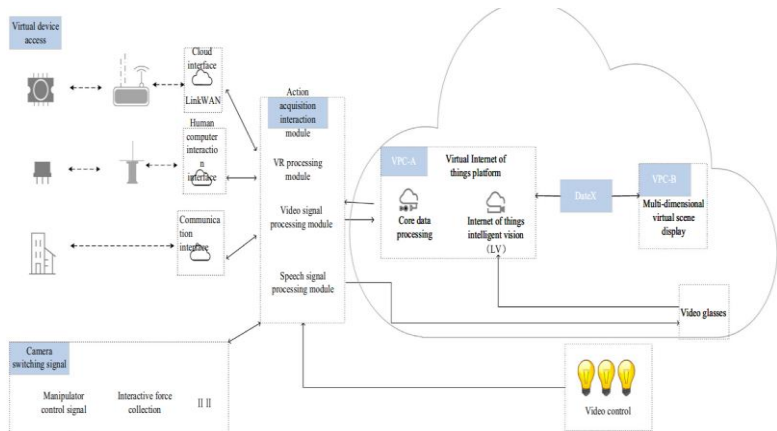 Virtual device
access
Cloud
interface
LinkWAN
Human
computer
interactio
n
interface
Communica
tion
interface
Action
acquisition
interaction
module
VR processing
module
Video signal
processing module
Speech signal
processing module
VPC-A
Virtual Internet of
things platform
Core data
processing
Internet of things
intelligent vision
(LV)
DateX
VPC-B
Multi-dimensional
virtual scene
display
Video glasses
Camera
switching signal
Manipulator
control signal
Interactive force
collection
Video control